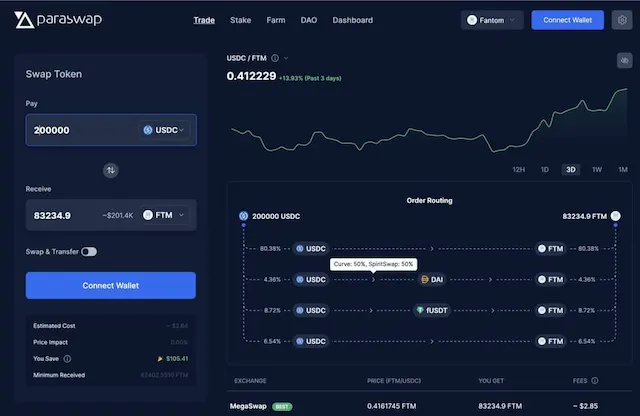 paraswap
Trade Stake Farm DAO Dashboard
Fantom
Connect Wallet
Swap Token
Pay
200000 USDC
Receive
83234.9 ~$201.4K FTM
Swap & Transfer
Connect Wallet
Estimated Cost ~ $2.84
Price Impact 0.00%
You Save $105.41
Minimum Received FTM
USDC / FTM
0.412229 +13.93% (Past 3 days)
12H 1D 3D 1W 1M
Order Routing
200000 USDC 83234.9 FTM
80.38% USDC FTM 80.38%
Curve: 50%, SpiritSwap: 50%
4.36% USDC DAI FTM 4.36%
8.72% USDC fUSDT FTM 8.72%
6.54% USDC FTM 6.54%
EXCHANGE PRICE (FTM/USDC) YOU GET FEES
MegaSwap BEST 0.4161745 FTM 83234.9 FTM ~ $2.85